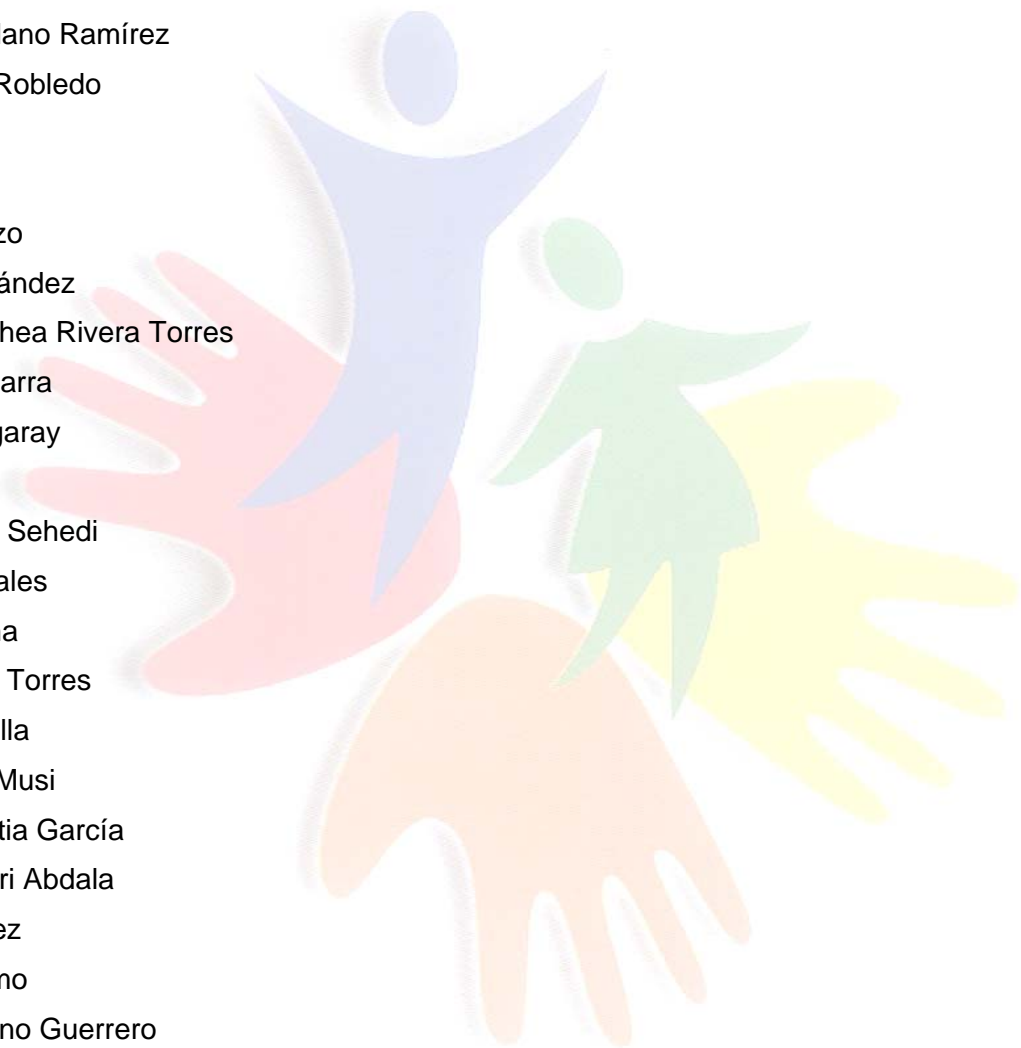 lano Ramírez
Robledo
zo
ández
hea Rivera Torres
arra
garay
Sehedi
ales
a
Torres
lla
Musi
tia García
ri Abdala
ez
mo
no Guerrero